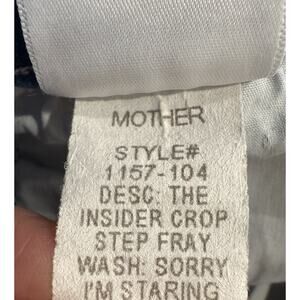 MOTHER
STYLE#
1157-104
DESC: THE
INSIDER CROP
STEP FRAY
WASH: SORRY
I'M STARING